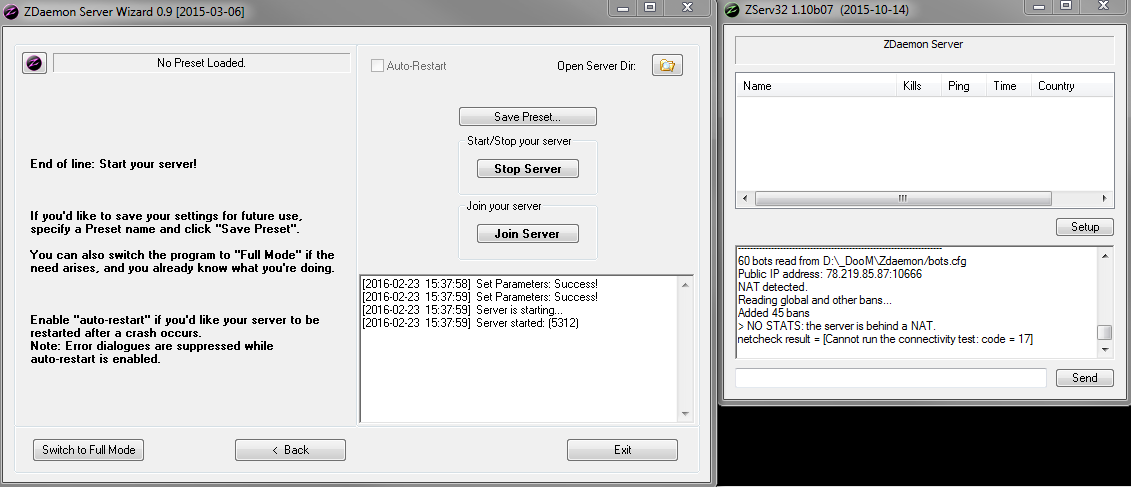 ZDaemon Server Wizard 0.9 [2015-03-06]
No Preset Loaded.
Auto-Restart
Open Server Dir:
Save Preset...
Start/Stop your server
Stop Server
Join your server
Join Server
End of line: Start your server!
If you'd like to save your settings for future use,
specify a Preset name and click "Save Preset".
You can also switch the program to "Full Mode" if the
need arises, and you already know what you're doing.
Enable "auto-restart" if you'd like your server to be
restarted after a crash occurs.
Note: Error dialogues are suppressed while
auto-restart is enabled.
[2016-02-23 15:37:58] Set Parameters: Success!
[2016-02-23 15:37:59] Set Parameters: Success!
[2016-02-23 15:37:59] Server is starting...
[2016-02-23 15:37:59] Server started: (5312)
Switch to Full Mode
< Back
Exit
ZServ32 1.10b07 (2015-10-14)
ZDaemon Server
Name Kills Ping Time Country
Setup
60 bots read from D:\_DooM\Zdaemon/bots.cfg
Public IP address: 78.219.85.87:10666
NAT detected.
Reading global and other bans...
Added 45 bans
> NO STATS: the server is behind a NAT.
netcheck result = [Cannot run the connectivity test: code = 17]
Send